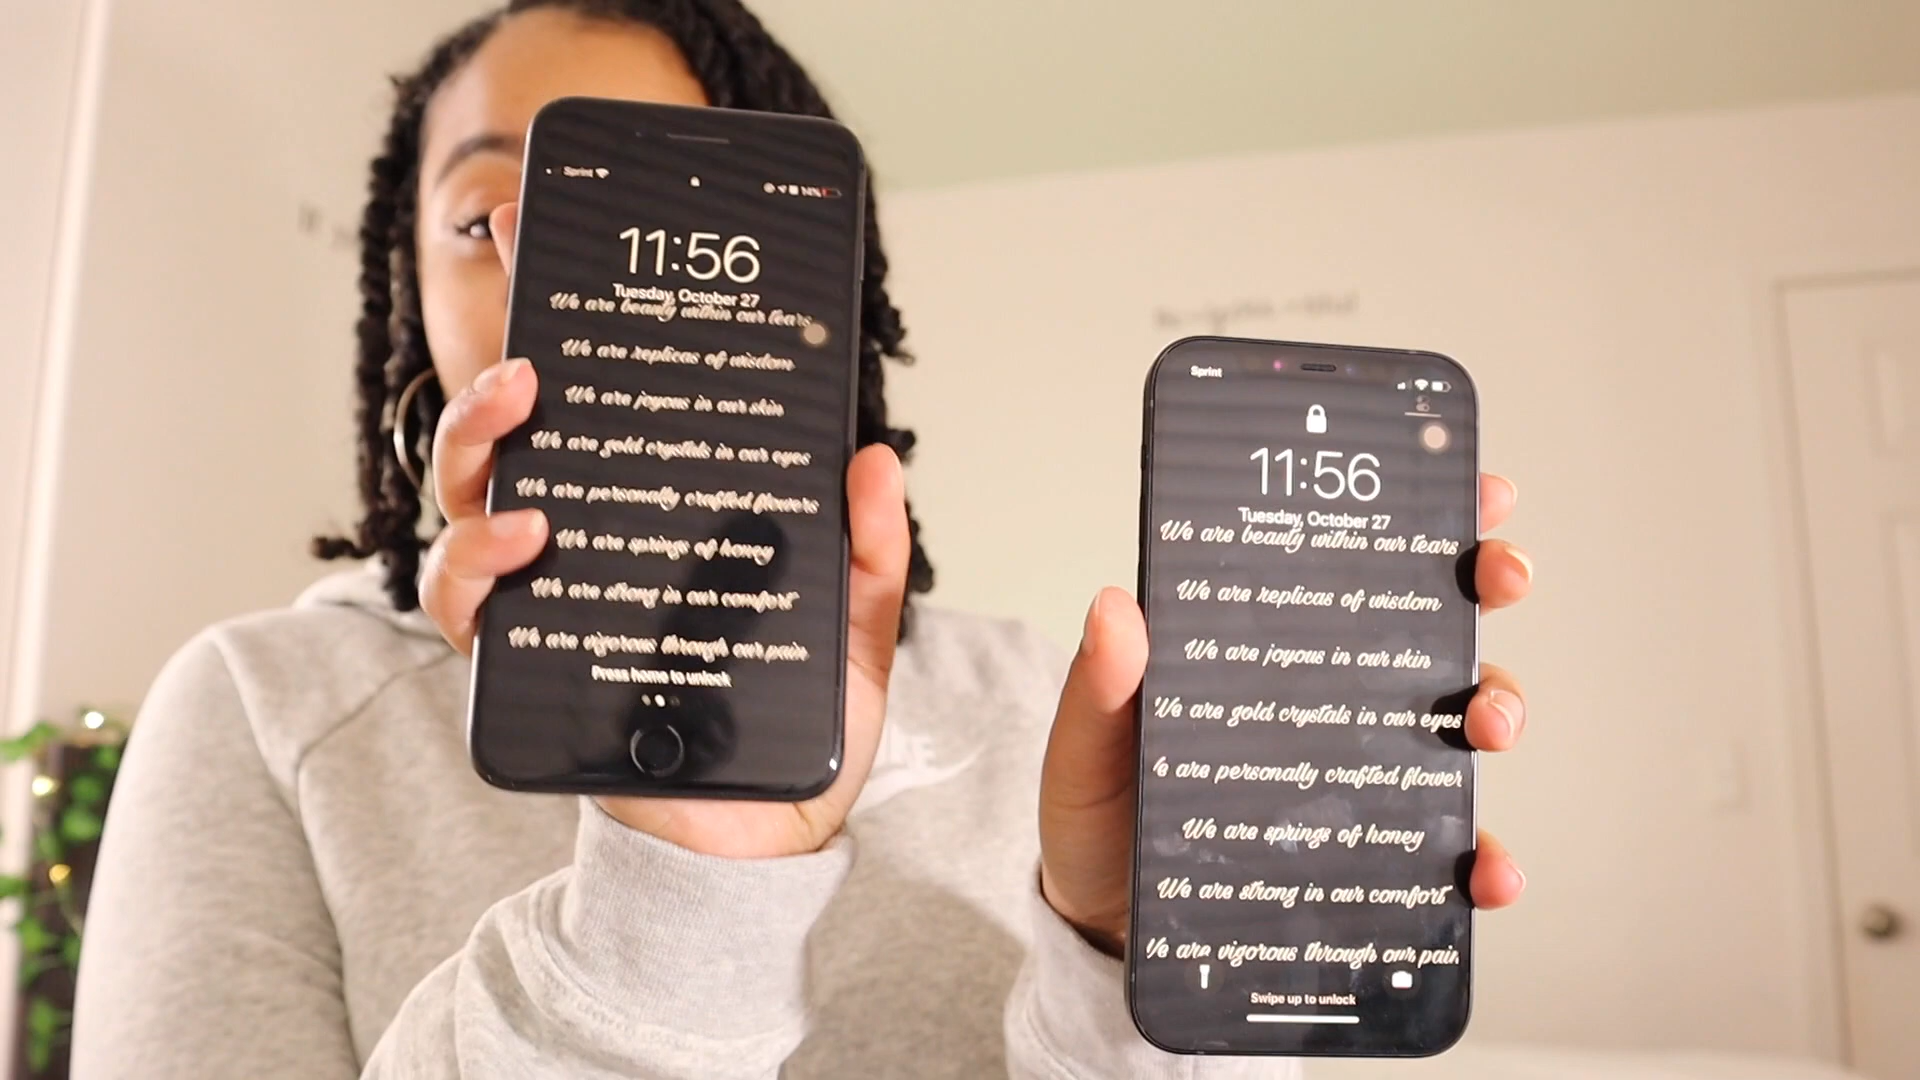 Sprint
11:56
Tuesday, October 27
We are beauty within our tears
We are replicas of wisdom
We are joyous in our skin
We are gold crystals in our eyes
We are personally crafted flowers
We are springs of honey
We are strong in our comfort
We are vigorous through our pain
Press home to unlock
Sprint
11:56
Tuesday, October 27
We are beauty within our tears
We are replicas of wisdom
We are joyous in our skin
We are gold crystals in our eyes
e are personally crafted flower
We are springs of honey
We are strong in our comfort
We are vigorous through our pain
Swipe up to unlock